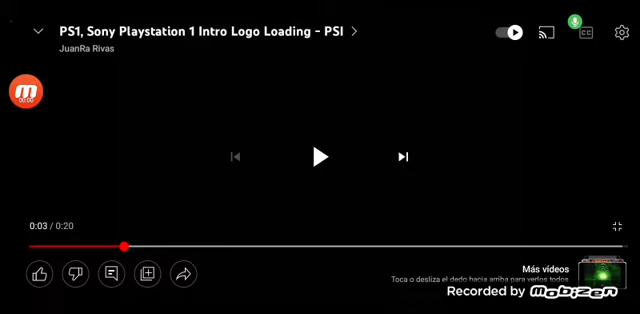 PS1, Sony Playstation 1 Intro Logo Loading - PSI
JuanRa Rivas
CC
m
00:00
0:03 / 0:20
Más vídeos
Toca o desliza el dedo hacia arriba para verlos todos
Recorded by Mobizen